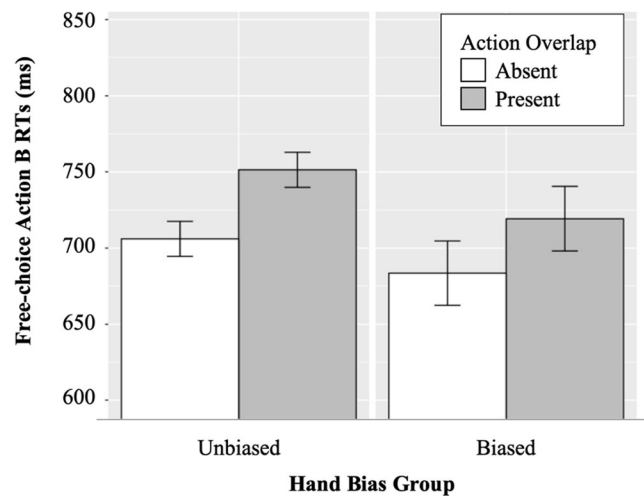 Free-choice Action B RTs (ms)
850
800
750
700
650
600
Action Overlap
Absent
Present
Unbiased
Biased
Hand Bias Group